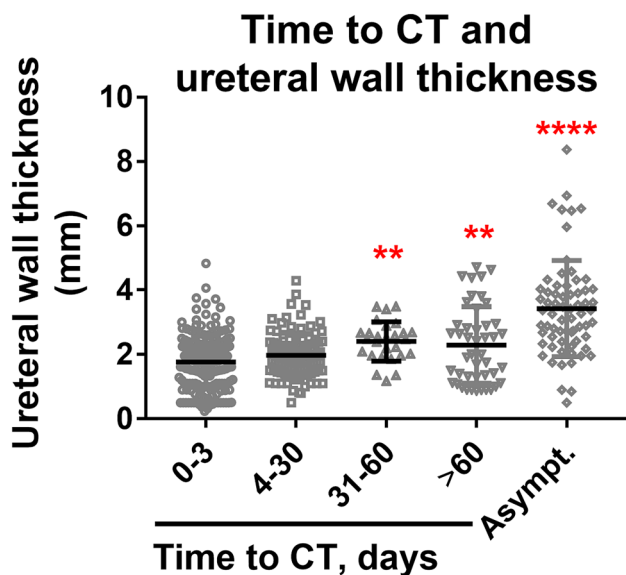 Time to CT and
ureteral wall thickness
Ureteral wall thickness
(mm)
10
8
6
4
2
0
**
**
****
0-3
4-30
31-60
>60
Asympt.
Time to CT, days